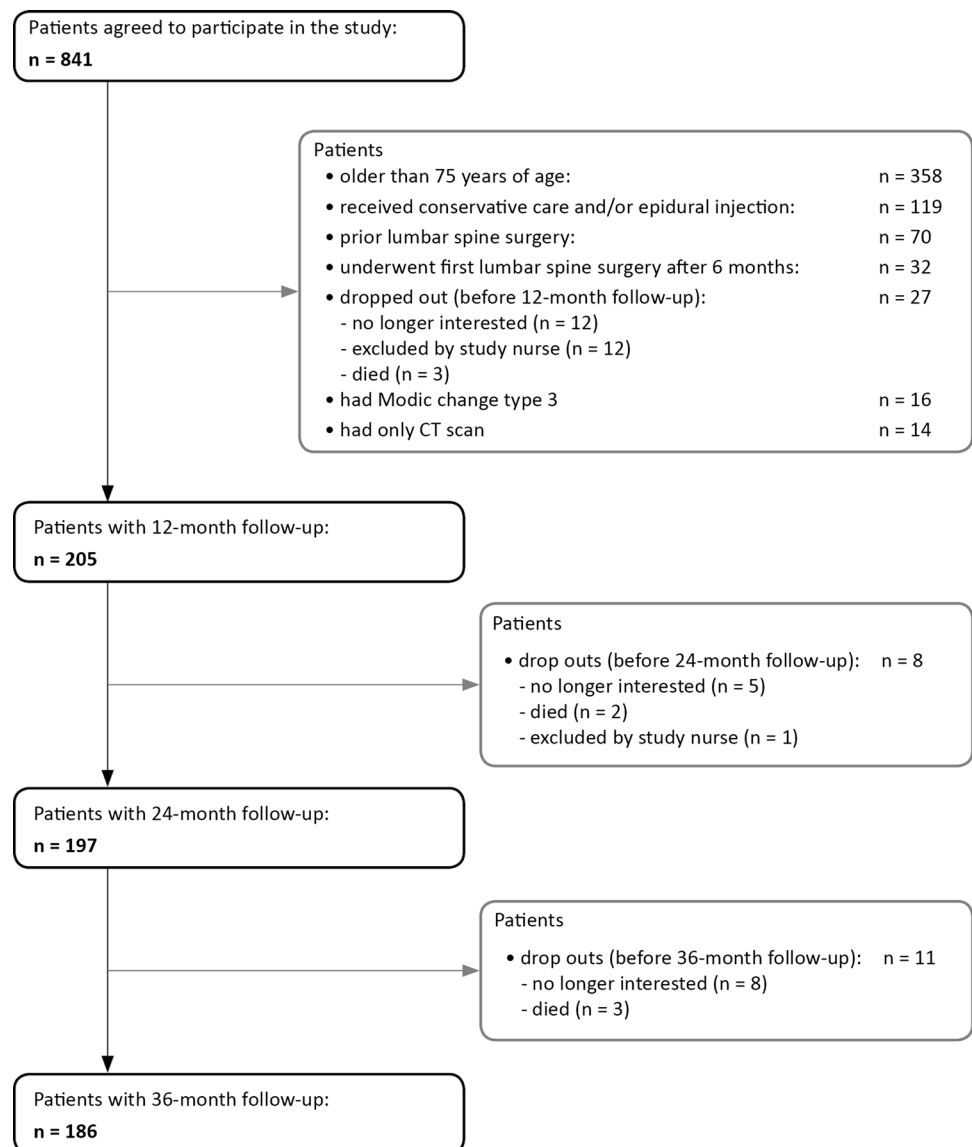 Patients agreed to participate in the study:
n = 841
Patients
• older than 75 years of age: n = 358
• received conservative care and/or epidural injection: n = 119
• prior lumbar spine surgery: n = 70
• underwent first lumbar spine surgery after 6 months: n = 32
• dropped out (before 12-month follow-up): n = 27
- no longer interested (n = 12)
- excluded by study nurse (n = 12)
- died (n = 3)
• had Modic change type 3 n = 16
• had only CT scan n = 14
Patients with 12-month follow-up:
n = 205
Patients
• drop outs (before 24-month follow-up): n = 8
- no longer interested (n = 5)
- died (n = 2)
- excluded by study nurse (n = 1)
Patients with 24-month follow-up:
n = 197
Patients
• drop outs (before 36-month follow-up): n = 11
- no longer interested (n = 8)
- died (n = 3)
Patients with 36-month follow-up:
n = 186